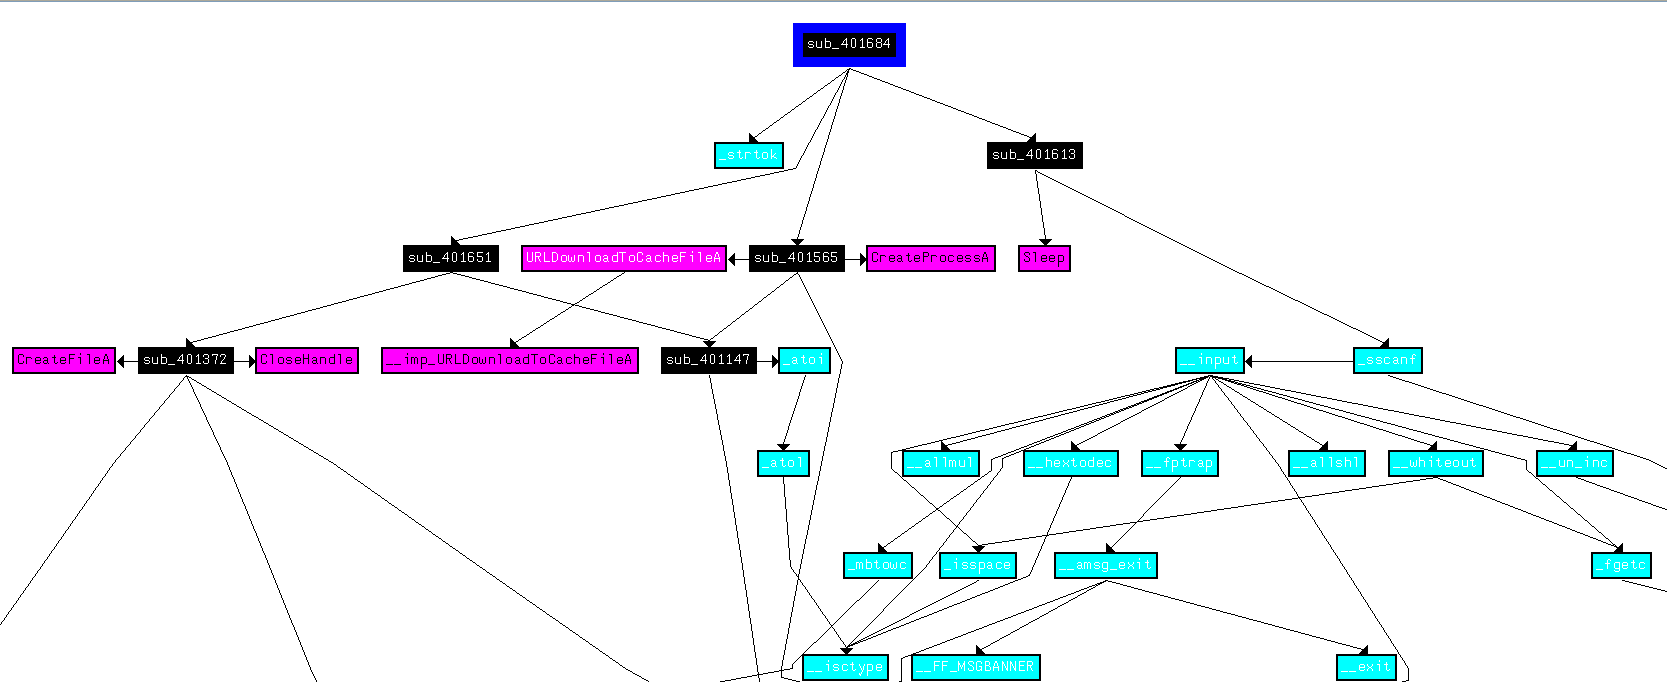 sub_401684
_strtok
sub_401613
sub_401651
URLDownloadToCacheFileA
sub_401565
CreateProcessA
Sleep
CreateFileA
sub_401372
CloseHandle
__imp_URLDownloadToCacheFileA
sub_401147
_atoi
__input
_sscanf
_atol
__allmul
__hextodec
__fptrap
__allshl
__whiteout
__un_inc
_mbtowc
_isspace
__amsg_exit
_fgetc
__isctype
__FF_MSGBANNER
__exit